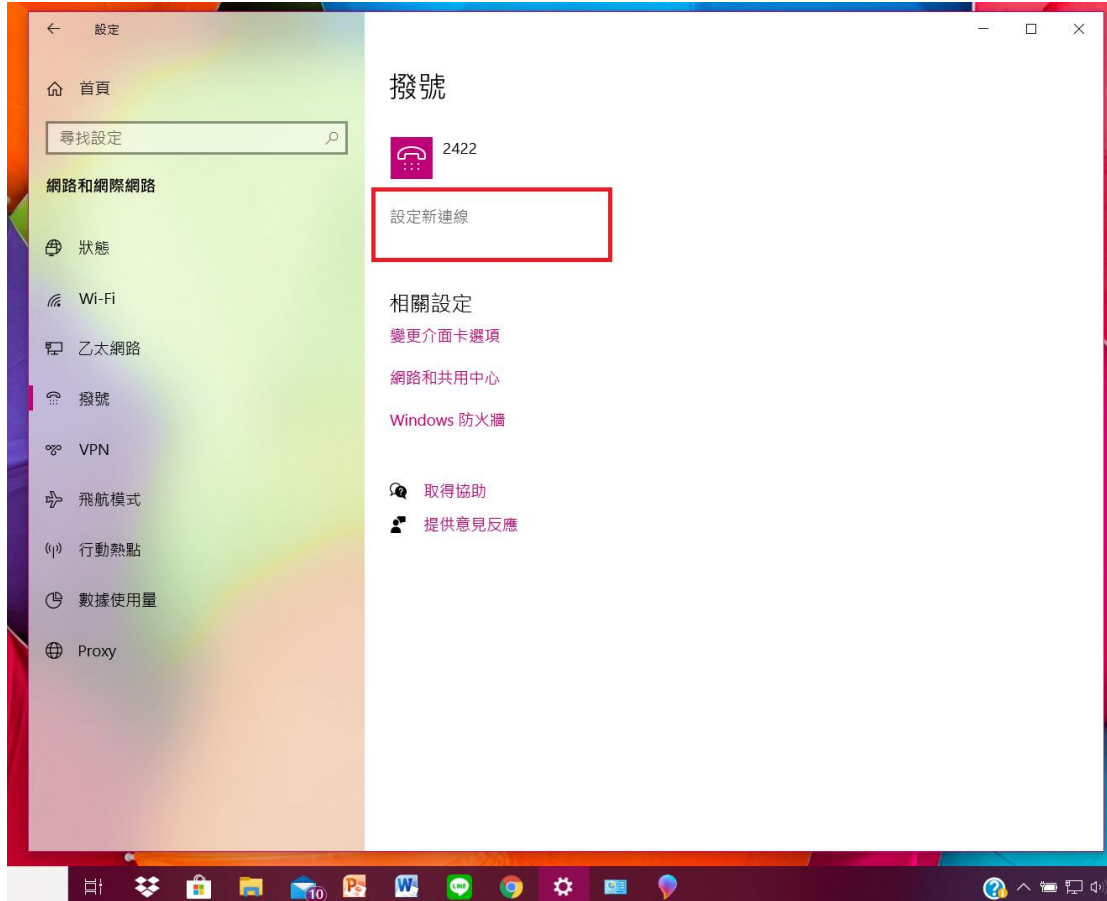 設定
首頁
尋找設定
網路和網際網路
狀態
Wi-Fi
乙太網路
撥號
VPN
飛航模式
行動熱點
數據使用量
Proxy
撥號
2422
設定新連線
相關設定
變更介面卡選項
網路和共用中心
Windows 防火牆
取得協助
提供意見反應
10
LINE